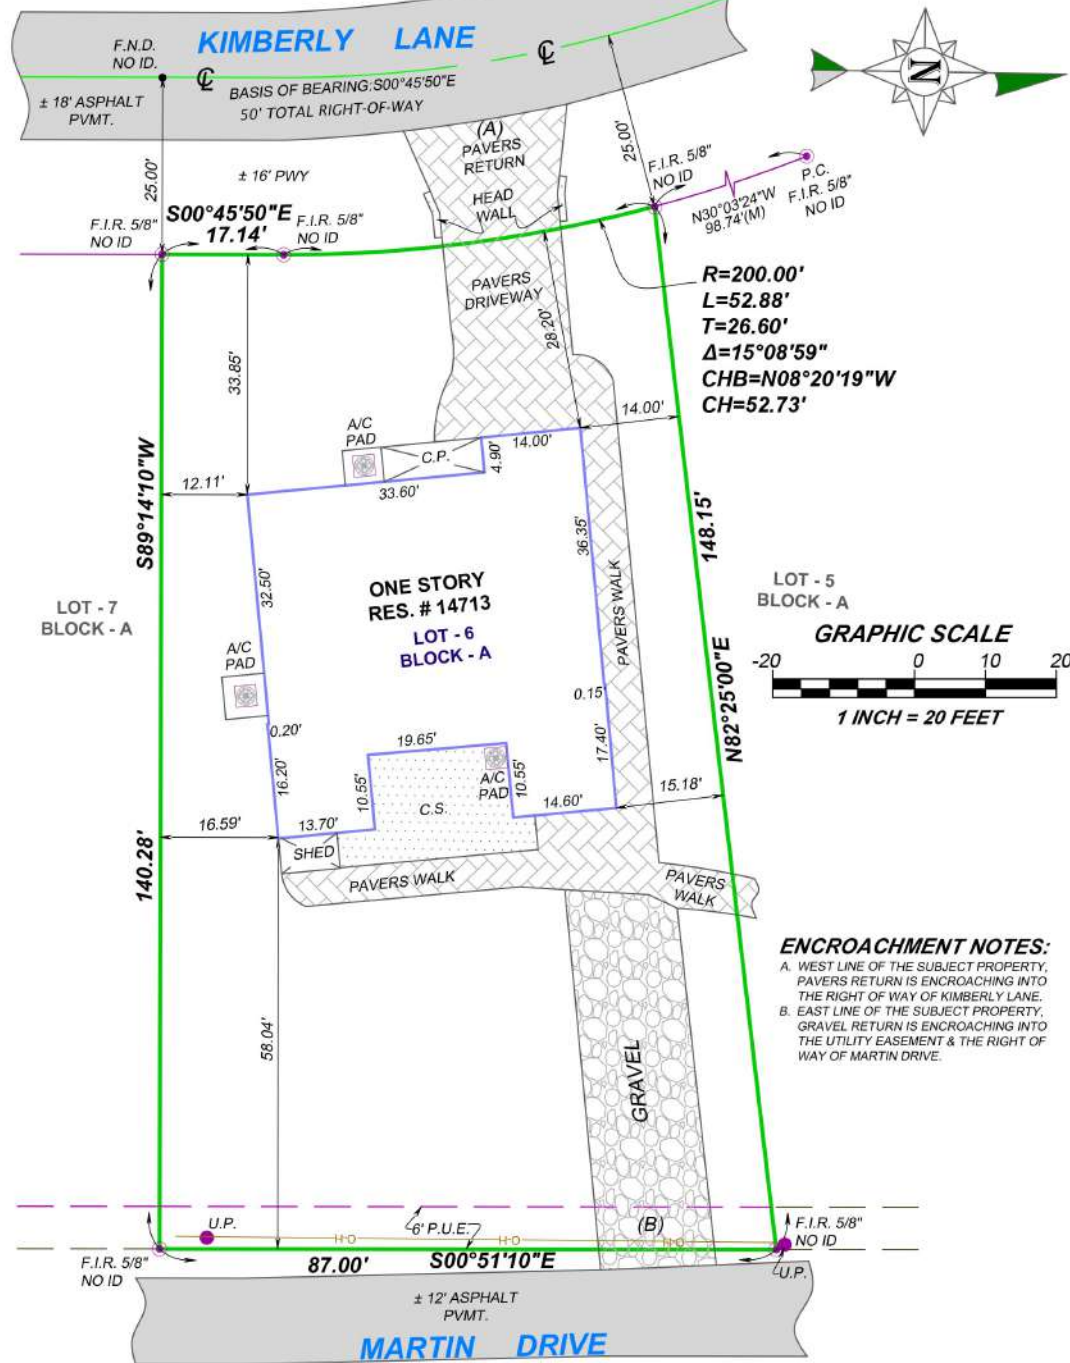 KIMBERLY LANE
F.N.D.
NO ID.
℄
℄
BASIS OF BEARING:S00°45'50"E
50' TOTAL RIGHT-OF-WAY
± 18' ASPHALT
PVMT.
N
(A)
PAVERS
RETURN
25.00'
25.00'
± 16' PWY
HEAD
WALL
F.I.R. 5/8"
NO ID
P.C.
F.I.R. 5/8"
NO ID
N30°03'24"W
98.74'(M)
F.I.R. 5/8"
NO ID
S00°45'50"E
17.14'
F.I.R. 5/8"
NO ID
PAVERS
DRIVEWAY
R=200.00'
L=52.88'
T=26.60'
Δ=15°08'59"
CHB=N08°20'19"W
CH=52.73'
28.20'
33.85'
A/C
PAD
C.P.
14.00'
14.00'
4.90'
12.11'
33.60'
S89°14'10"W
148.15'
36.35'
32.50'
ONE STORY
RES. # 14713
LOT - 6
BLOCK - A
PAVERS WALK
LOT - 7
BLOCK - A
LOT - 5
BLOCK - A
GRAPHIC SCALE
-20 0 10 20
1 INCH = 20 FEET
A/C
PAD
0.15'
N82°25'00"E
0.20'
19.65'
17.40'
16.20'
10.55'
A/C
PAD
10.55'
C.S.
14.60'
15.18'
16.59'
13.70'
SHED
140.28'
PAVERS WALK
PAVERS
WALK
ENCROACHMENT NOTES:
A. WEST LINE OF THE SUBJECT PROPERTY,
PAVERS RETURN IS ENCROACHING INTO
THE RIGHT OF WAY OF KIMBERLY LANE.
B. EAST LINE OF THE SUBJECT PROPERTY,
GRAVEL RETURN IS ENCROACHING INTO
THE UTILITY EASEMENT & THE RIGHT OF
WAY OF MARTIN DRIVE.
58.04'
GRAVEL
U.P.
6' P.U.E.
(B)
F.I.R. 5/8"
NO ID
O-H O-H O-H
F.I.R. 5/8"
NO ID
87.00'
S00°51'10"E
U.P.
± 12' ASPHALT
PVMT.
MARTIN DRIVE